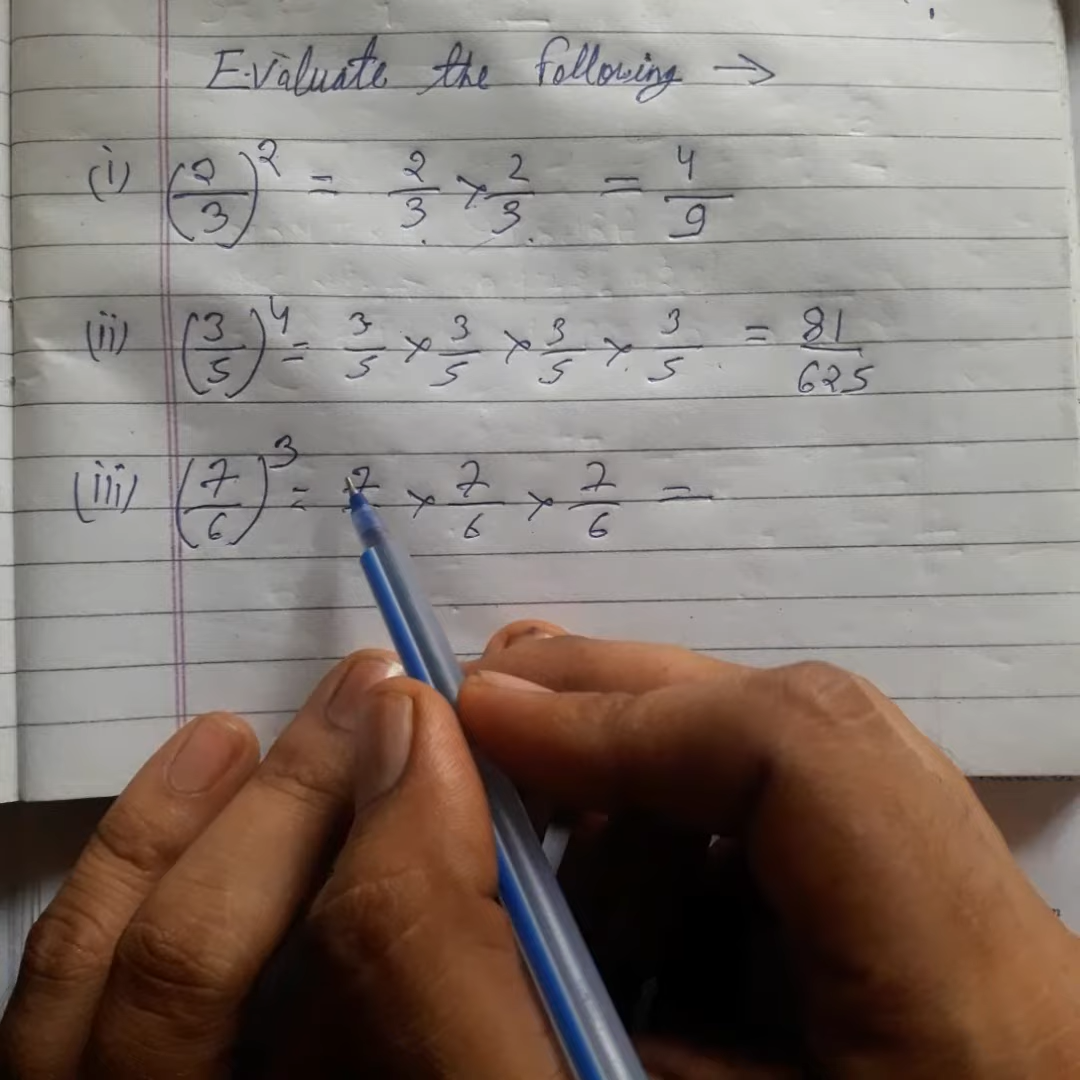 Evaluate the following →
(i) (2/3)^2 = 2/3 × 2/3 = 4/9
(ii) (3/5)^4 = 3/5 × 3/5 × 3/5 × 3/5 = 81/625
(iii) (7/6)^3 = 7 × 7/6 × 7/6 =